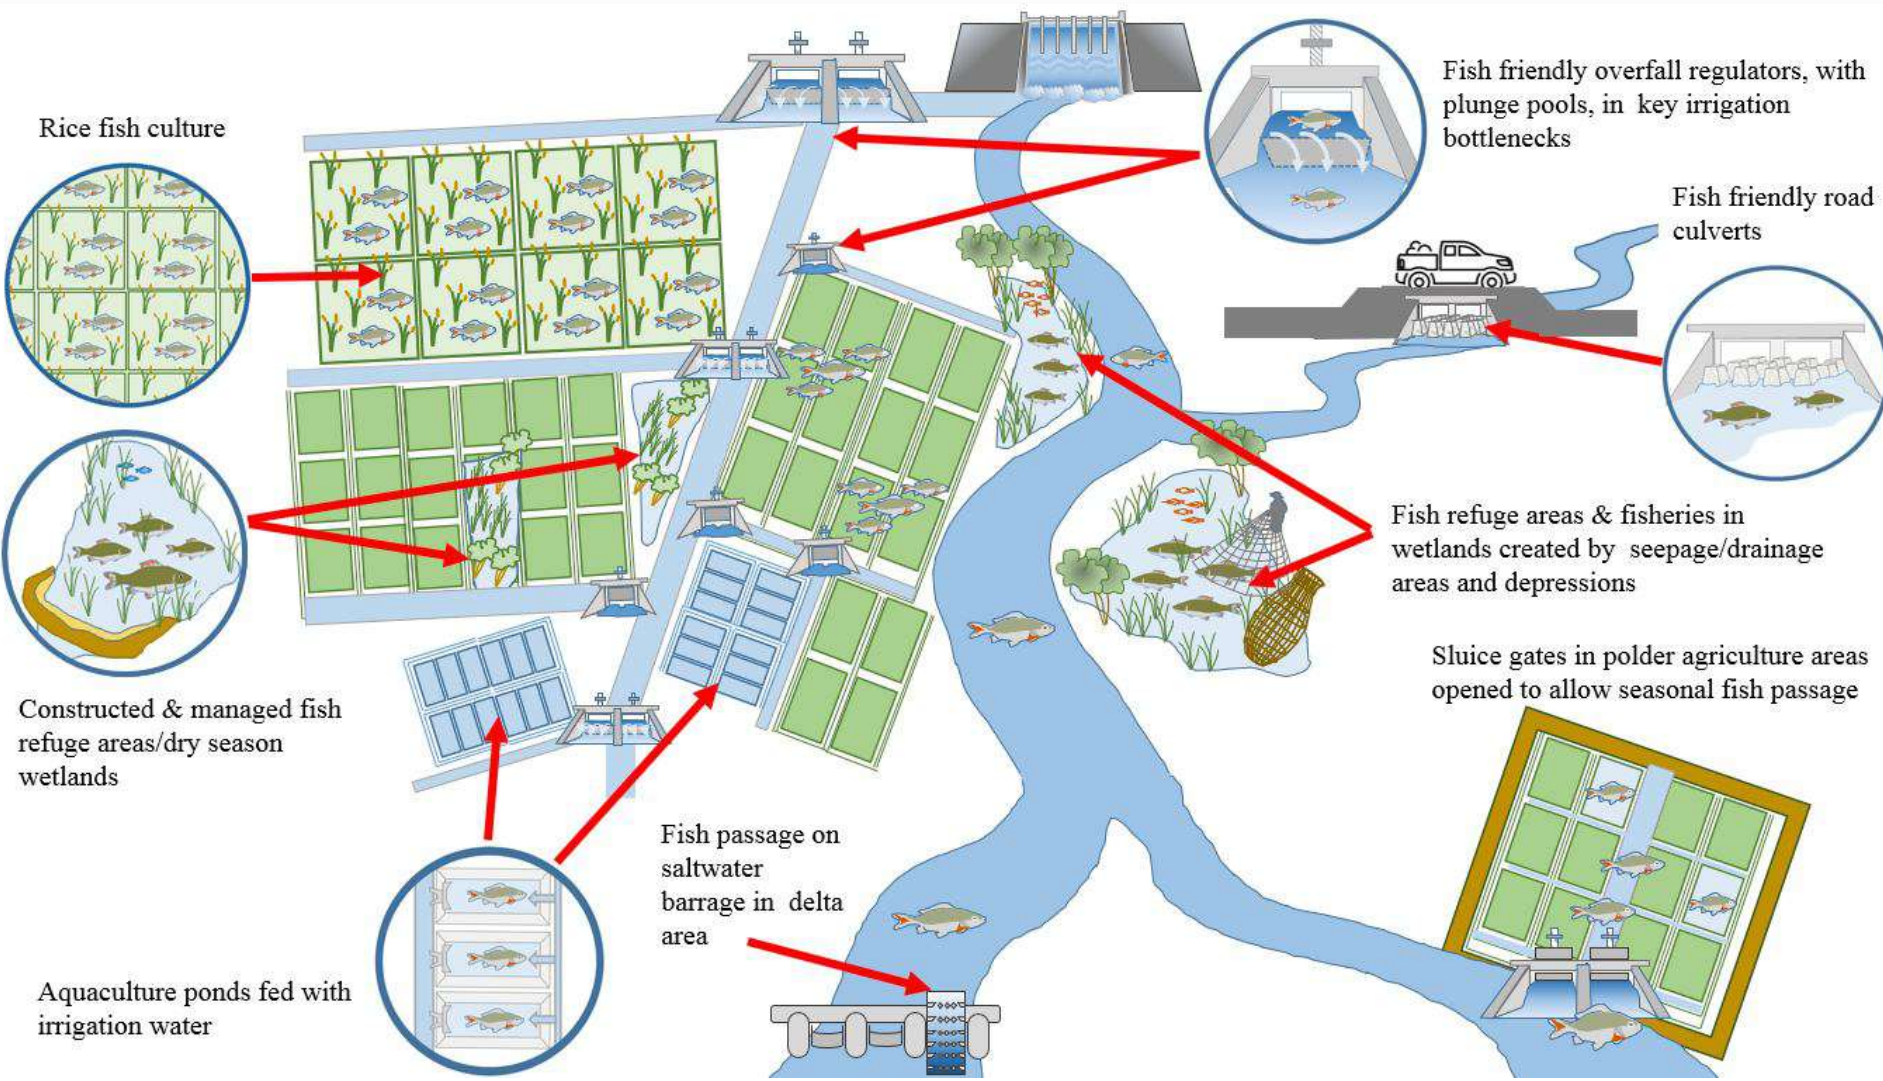 Fish friendly overfall regulators, with
plunge pools, in key irrigation
bottlenecks
Rice fish culture
Fish friendly road
culverts
Fish refuge areas & fisheries in
wetlands created by seepage/drainage
areas and depressions
Sluice gates in polder agriculture areas
opened to allow seasonal fish passage
Constructed & managed fish
refuge areas/dry season
wetlands
Fish passage on
saltwater
barrage in delta
area
Aquaculture ponds fed with
irrigation water